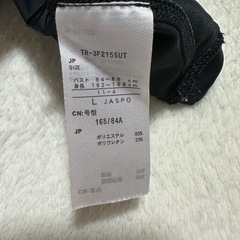 TR-3F2155UT
JP
SIZE
バスト 84~88
身長 162~168
11-4
L JASPO
CN:号型
165/84A
JP
ポリエステル 80%
ポリウレタン 20%